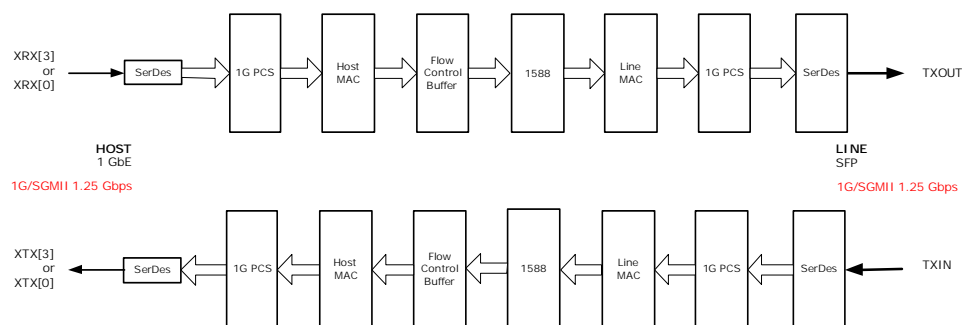 XRX[3]
or
XRX[0]
SerDes
1G PCS
Host
MAC
Flow
Control
Buffer
1588
Line
MAC
1G PCS
SerDes
TXOUT
HOST
1 GbE
LINE
SFP
1G/SGMII 1.25 Gbps
1G/SGMII 1.25 Gbps
XTX[3]
or
XTX[0]
SerDes
1G PCS
Host
MAC
Flow
Control
Buffer
1588
Line
MAC
1G PCS
SerDes
TXIN